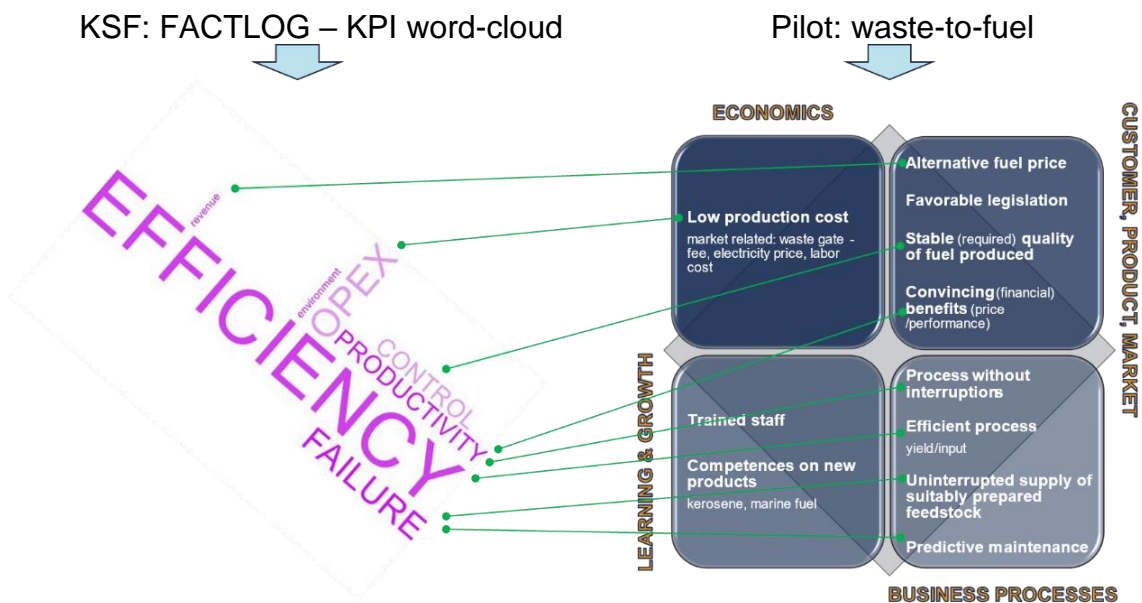 KSF: FACTLOG – KPI word-cloud
Pilot: waste-to-fuel
revenue
EFFICIENCY
environment
OPEX
CONTROL
PRODUCTIVITY
FAILURE
ECONOMICS
Low production cost
market related: waste gate -
fee, electricity price, labor
cost
CUSTOMER, PRODUCT, MARKET
Alternative fuel price
Favorable legislation
Stable (required) quality
of fuel produced
Convincing(financial)
benefits (price
/performance)
LEARNING & GROWTH
Trained staff
Competences on new
products
kerosene, marine fuel
Process without
interruptions
Efficient process
yield/input
Uninterrupted supply of
suitably prepared
feedstock
Predictive maintenance
BUSINESS PROCESSES